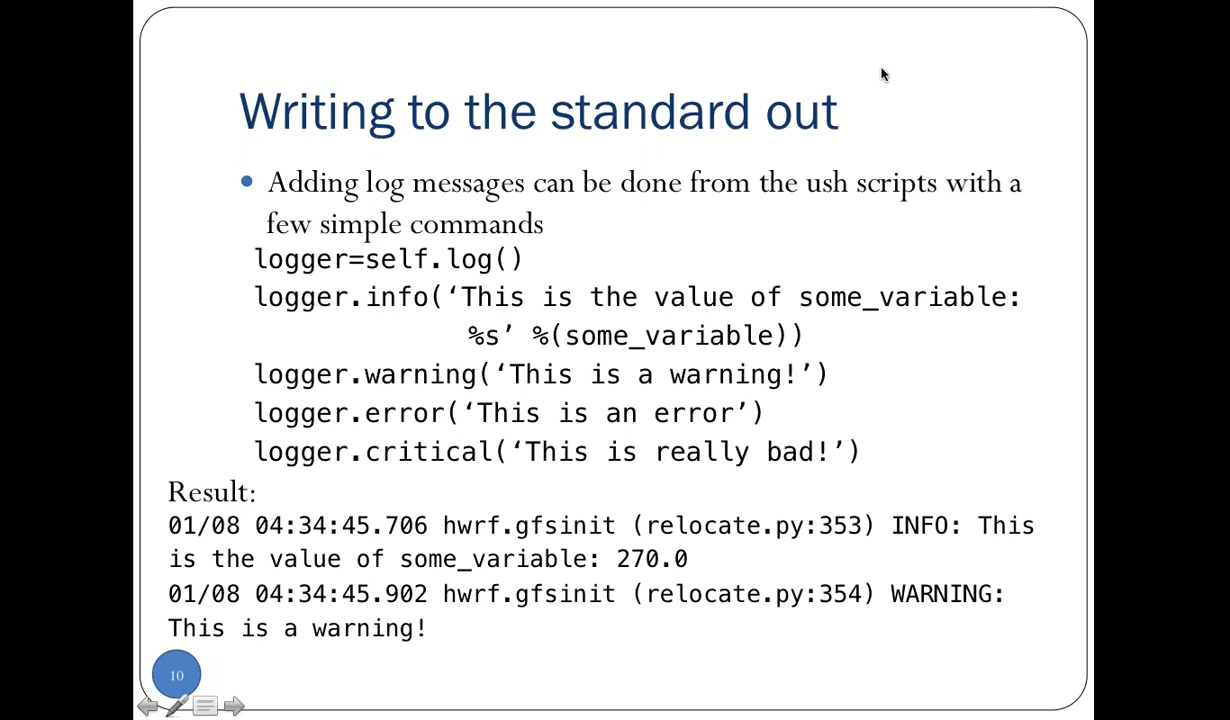 Writing to the standard out
• Adding log messages can be done from the ush scripts with a
few simple commands
logger=self.log()
logger.info(‘This is the value of some_variable:
%s’ %(some_variable))
logger.warning(‘This is a warning!’)
logger.error(‘This is an error’)
logger.critical(‘This is really bad!’)
Result:
01/08 04:34:45.706 hwrf.gfsinit (relocate.py:353) INFO: This
is the value of some_variable: 270.0
01/08 04:34:45.902 hwrf.gfsinit (relocate.py:354) WARNING:
This is a warning!
10